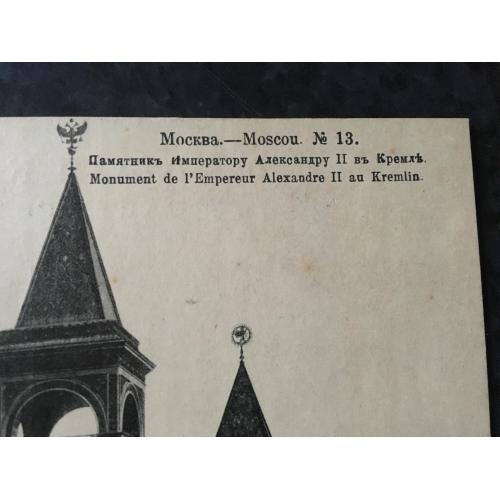 Москва.—Moscou. № 13.
Памятникъ Императору Александру II въ Кремлѣ.
Monument de l'Empereur Alexandre II au Kremlin.